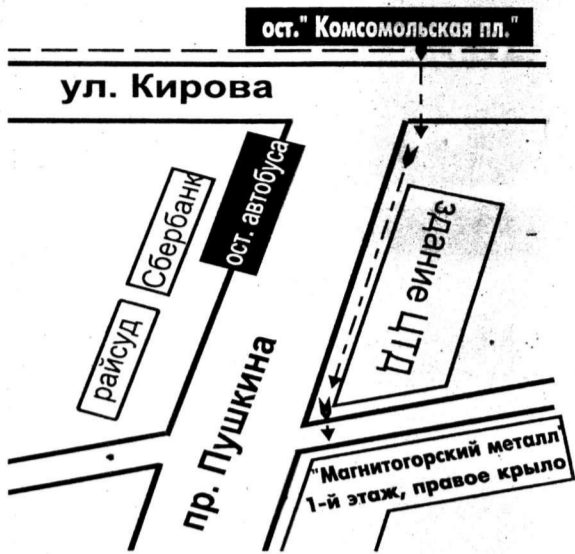 ост." Комсомольская пл."
ул. Кирова
ост. автобуса
Сбербанк
райсуд
здание ЦТД
пр. Пушкина
"Магнитогорский металл"
1-й этаж, правое крыло